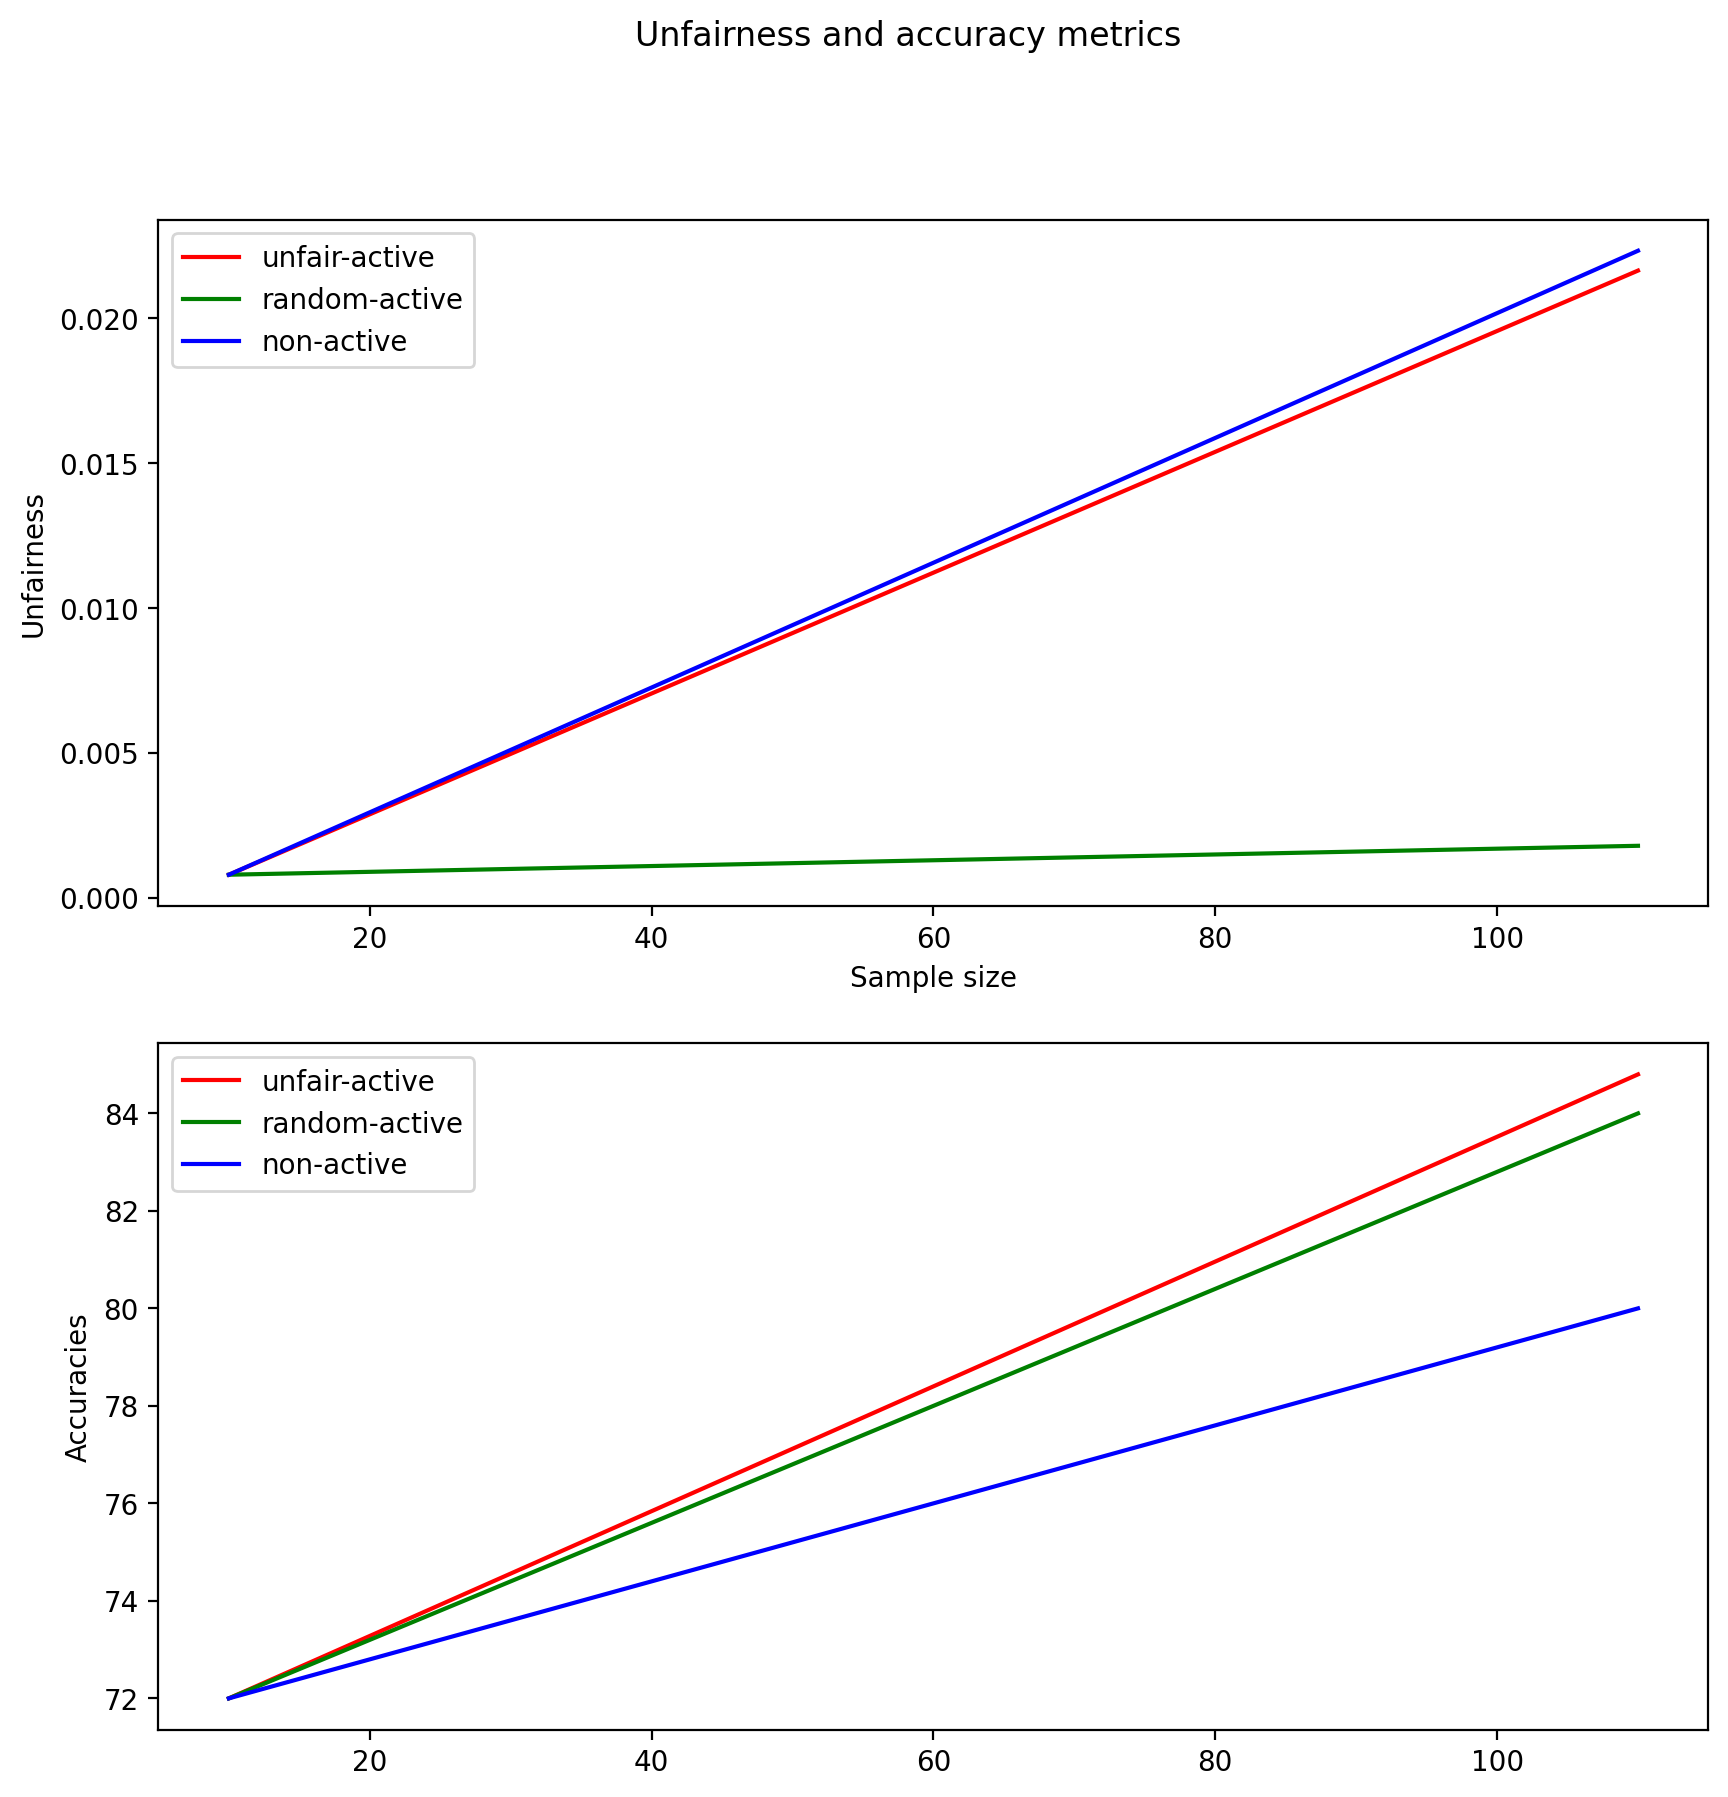 Unfairness and accuracy metrics
unfair-active
random-active
non-active
0.020
0.015
0.010
0.005
0.000
Unfairness
20 40 60 80 100
Sample size
unfair-active
random-active
non-active
84
82
80
78
76
74
72
Accuracies
20 40 60 80 100